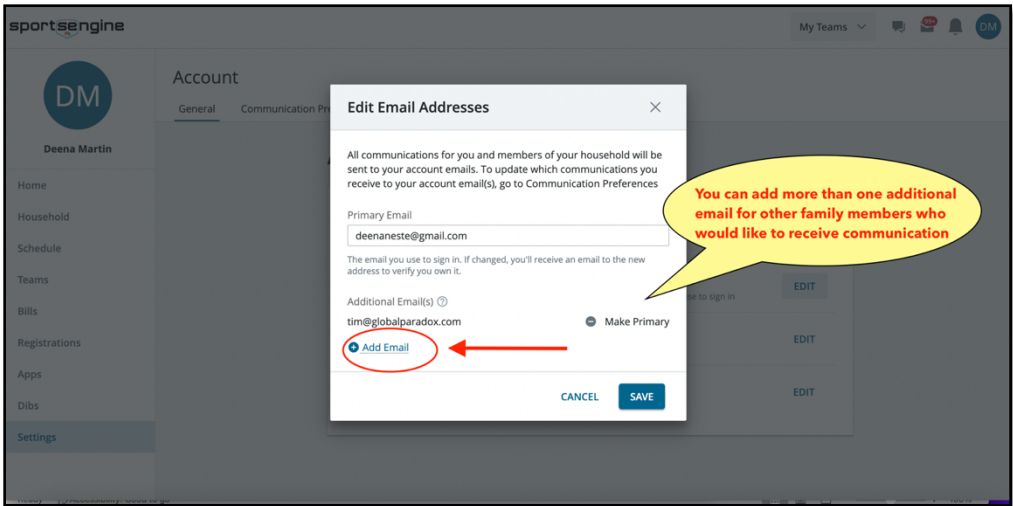 sportsengine
My Teams
99+
DM
DM
Deena Martin
Home
Household
Schedule
Teams
Bills
Registrations
Apps
Dibs
Settings
Account
General Communication Pr
Edit Email Addresses
All communications for you and members of your household will be
sent to your account emails. To update which communications you
receive to your account email(s), go to Communication Preferences
Primary Email
deenaneste@gmail.com
The email you use to sign in. If changed, you'll receive an email to the new
address to verify you own it.
Additional Email(s)
tim@globalparadox.com Make Primary
Add Email
CANCEL SAVE
You can add more than one additional
email for other family members who
would like to receive communication
EDIT
se to sign in
EDIT
EDIT